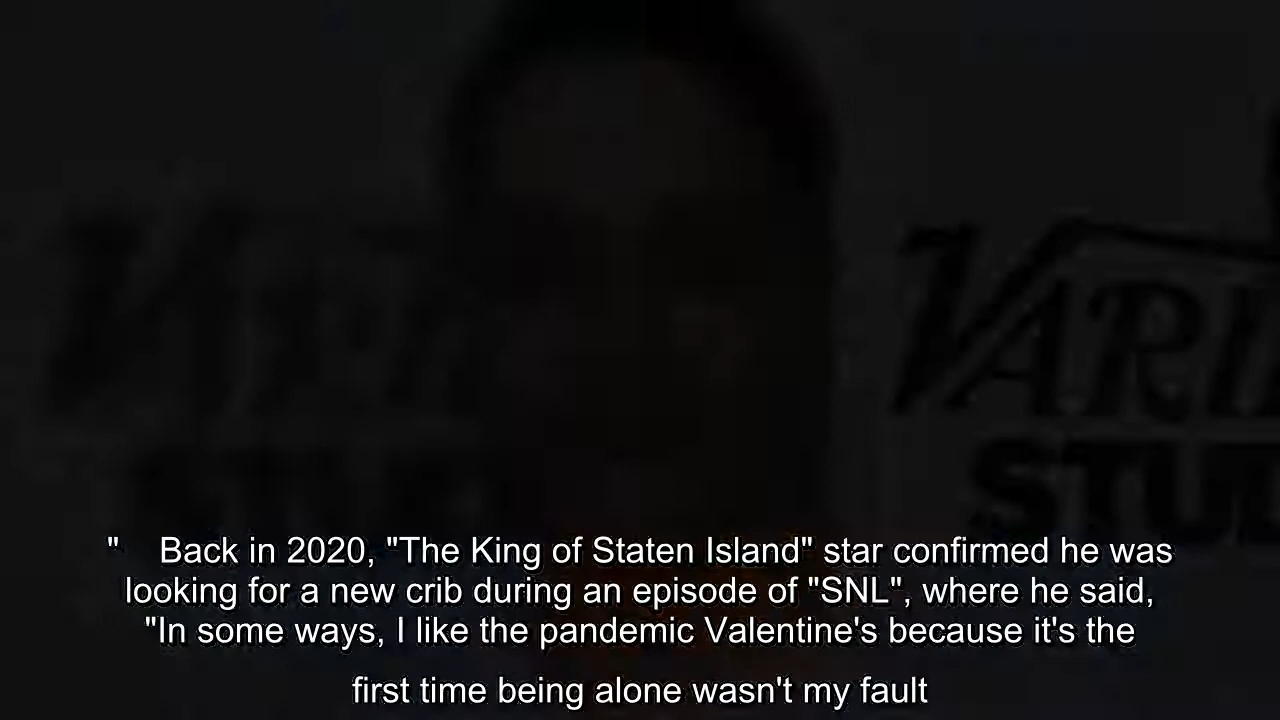 VARI
STU
" Back in 2020, "The King of Staten Island" star confirmed he was
looking for a new crib during an episode of "SNL", where he said,
"In some ways, I like the pandemic Valentine's because it's the
first time being alone wasn't my fault